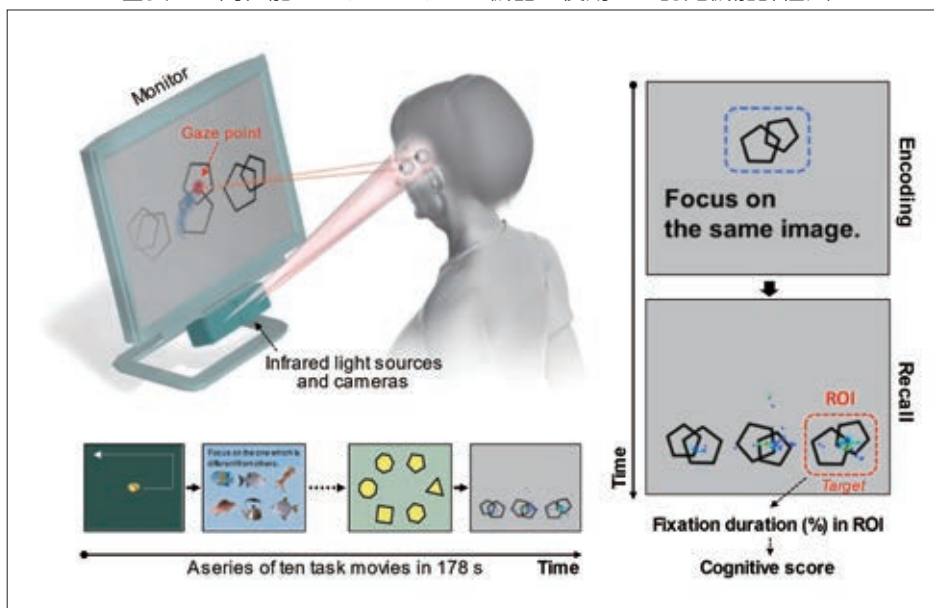 Monitor
Gaze point
Infrared light sources
and cameras
Focus on the one which is
different from others.
Aseries of ten task movies in 178 s
Time
Focus on
the same image.
Encoding
Recall
ROI
Target
Time
Fixation duration (%) in ROI
Cognitive score